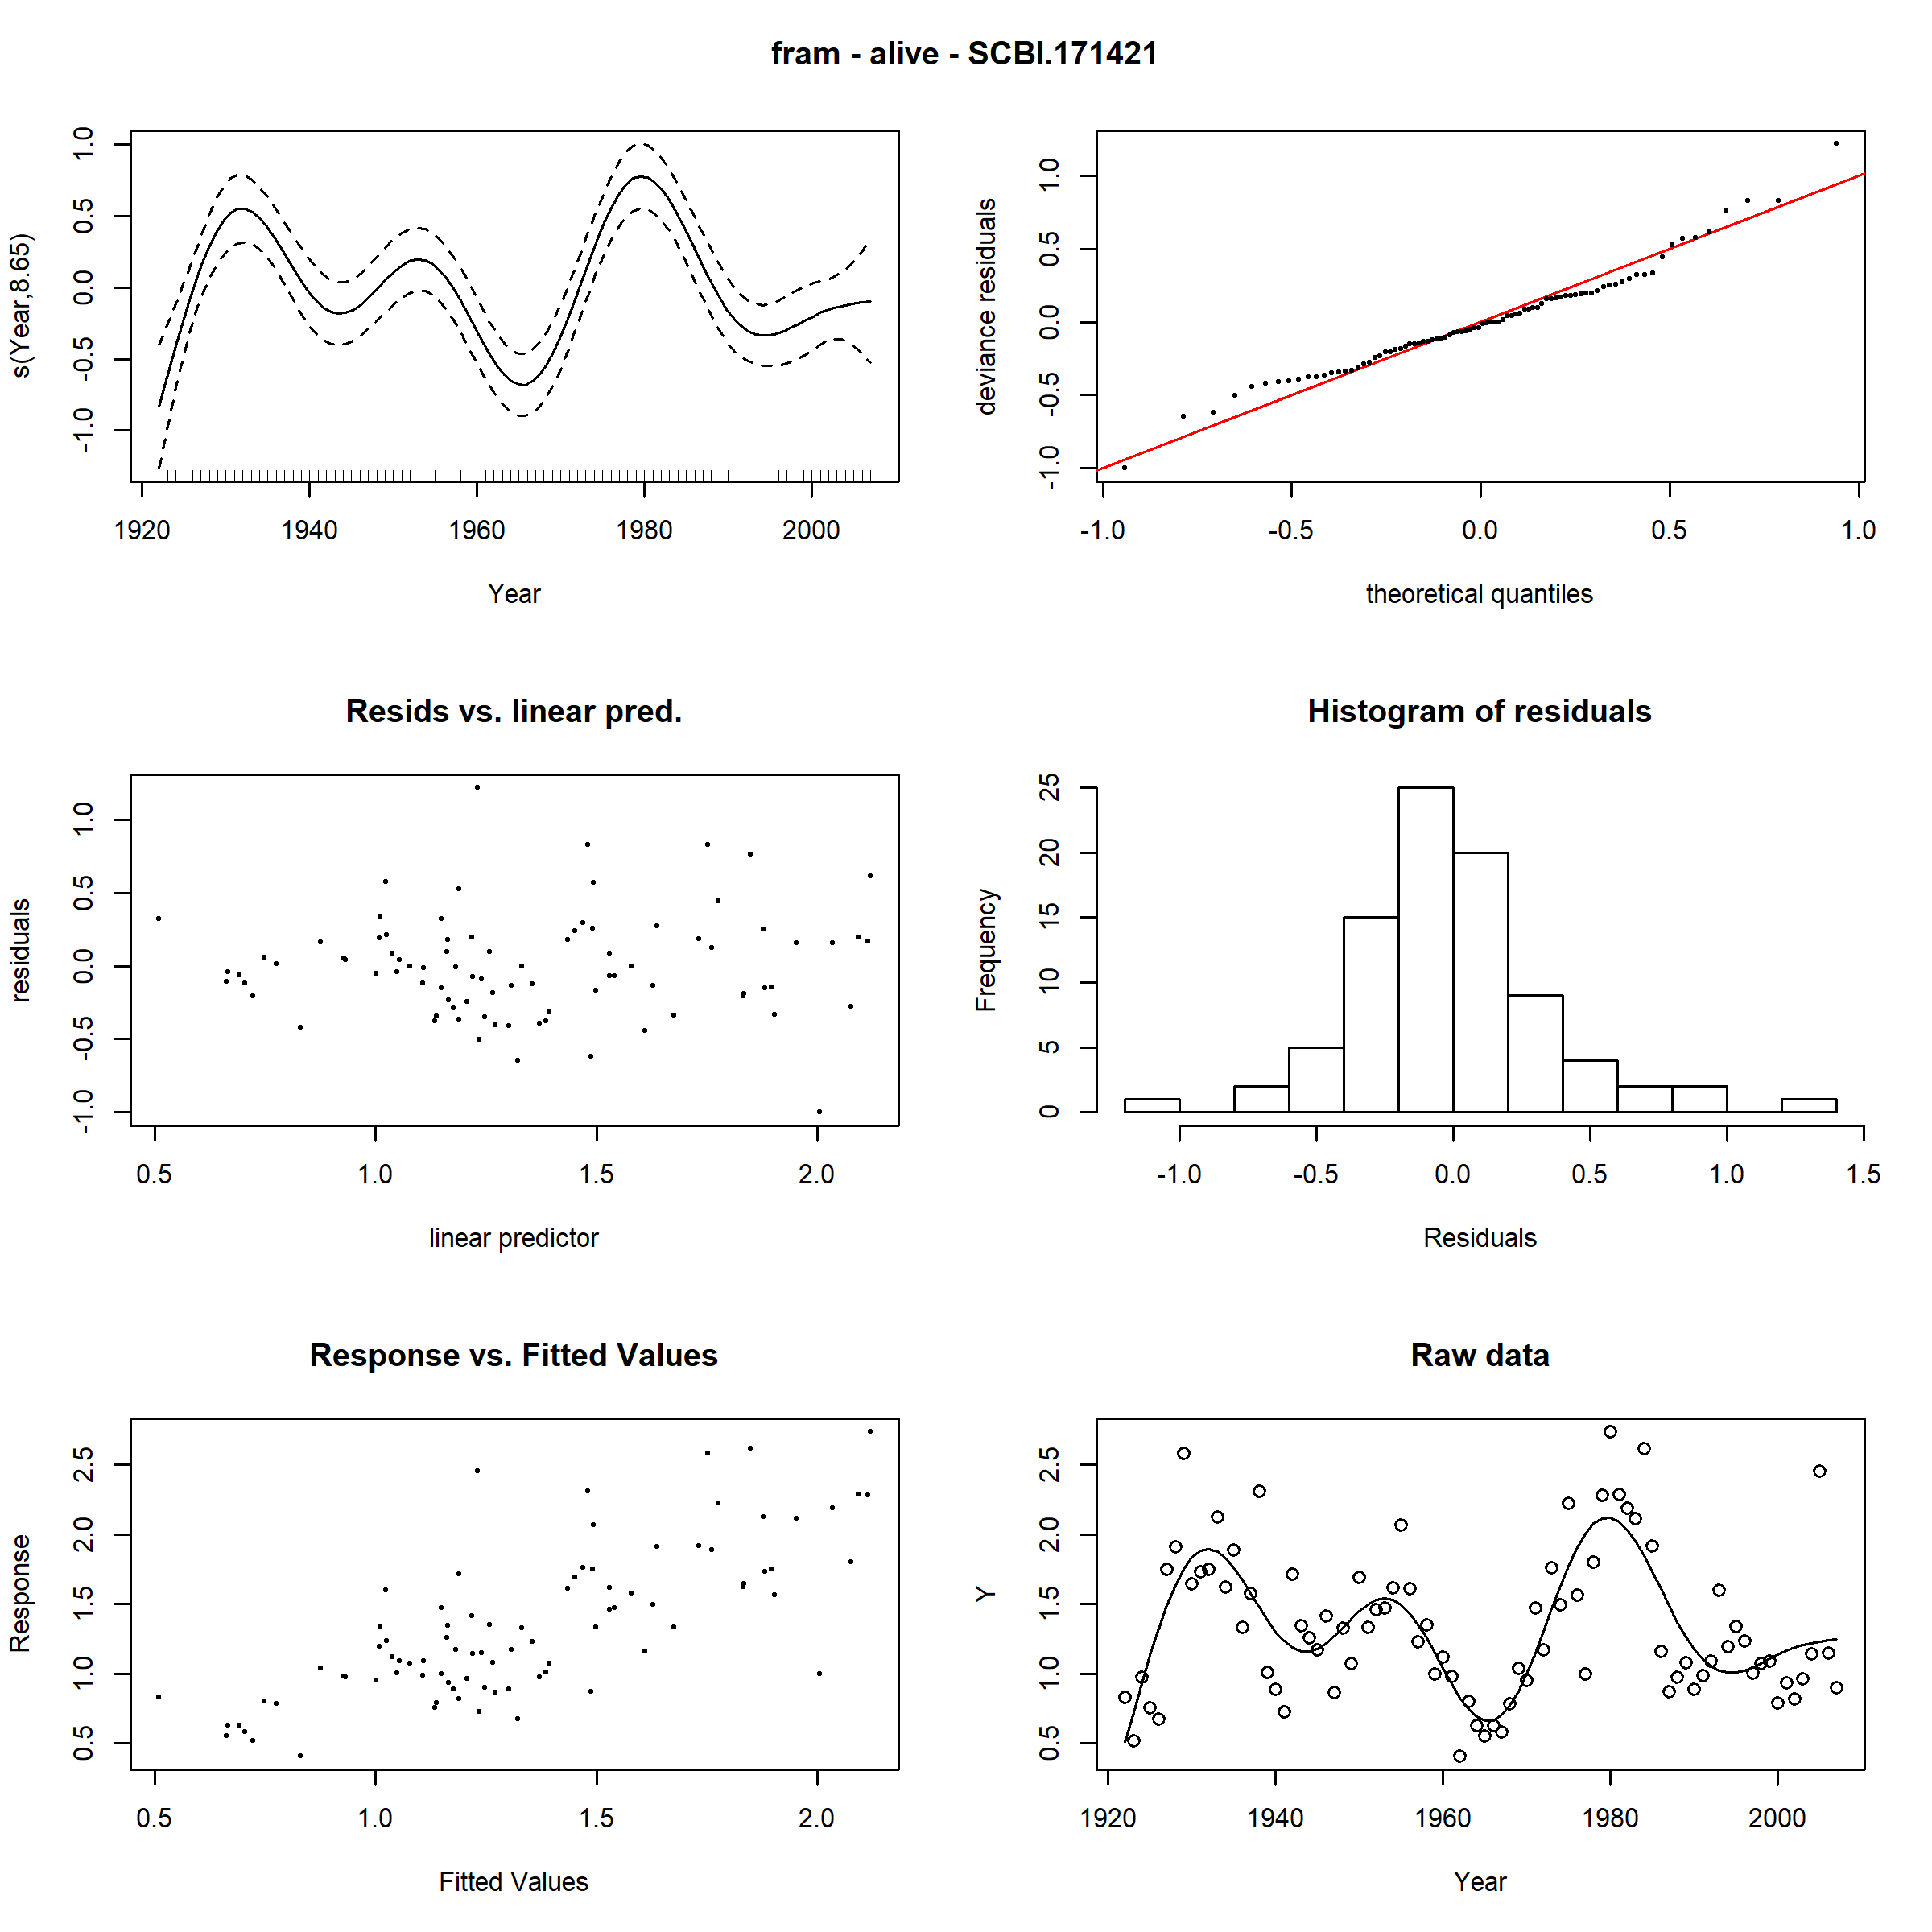 fram - alive - SCBI.171421
s(Year,8.65)
1.0
0.5
0.0
-0.5
-1.0
1920 1940 1960 1980 2000
Year
deviance residuals
1.0
0.5
0.0
-0.5
-1.0
-1.0 -0.5 0.0 0.5 1.0
theoretical quantiles
Resids vs. linear pred.
residuals
1.0
0.5
0.0
-0.5
-1.0
0.5 1.0 1.5 2.0
linear predictor
Histogram of residuals
Frequency
25
20
15
10
5
0
-1.0 -0.5 0.0 0.5 1.0 1.5
Residuals
Response vs. Fitted Values
Response
2.5
2.0
1.5
1.0
0.5
0.5 1.0 1.5 2.0
Fitted Values
Raw data
Y
2.5
2.0
1.5
1.0
0.5
1920 1940 1960 1980 2000
Year